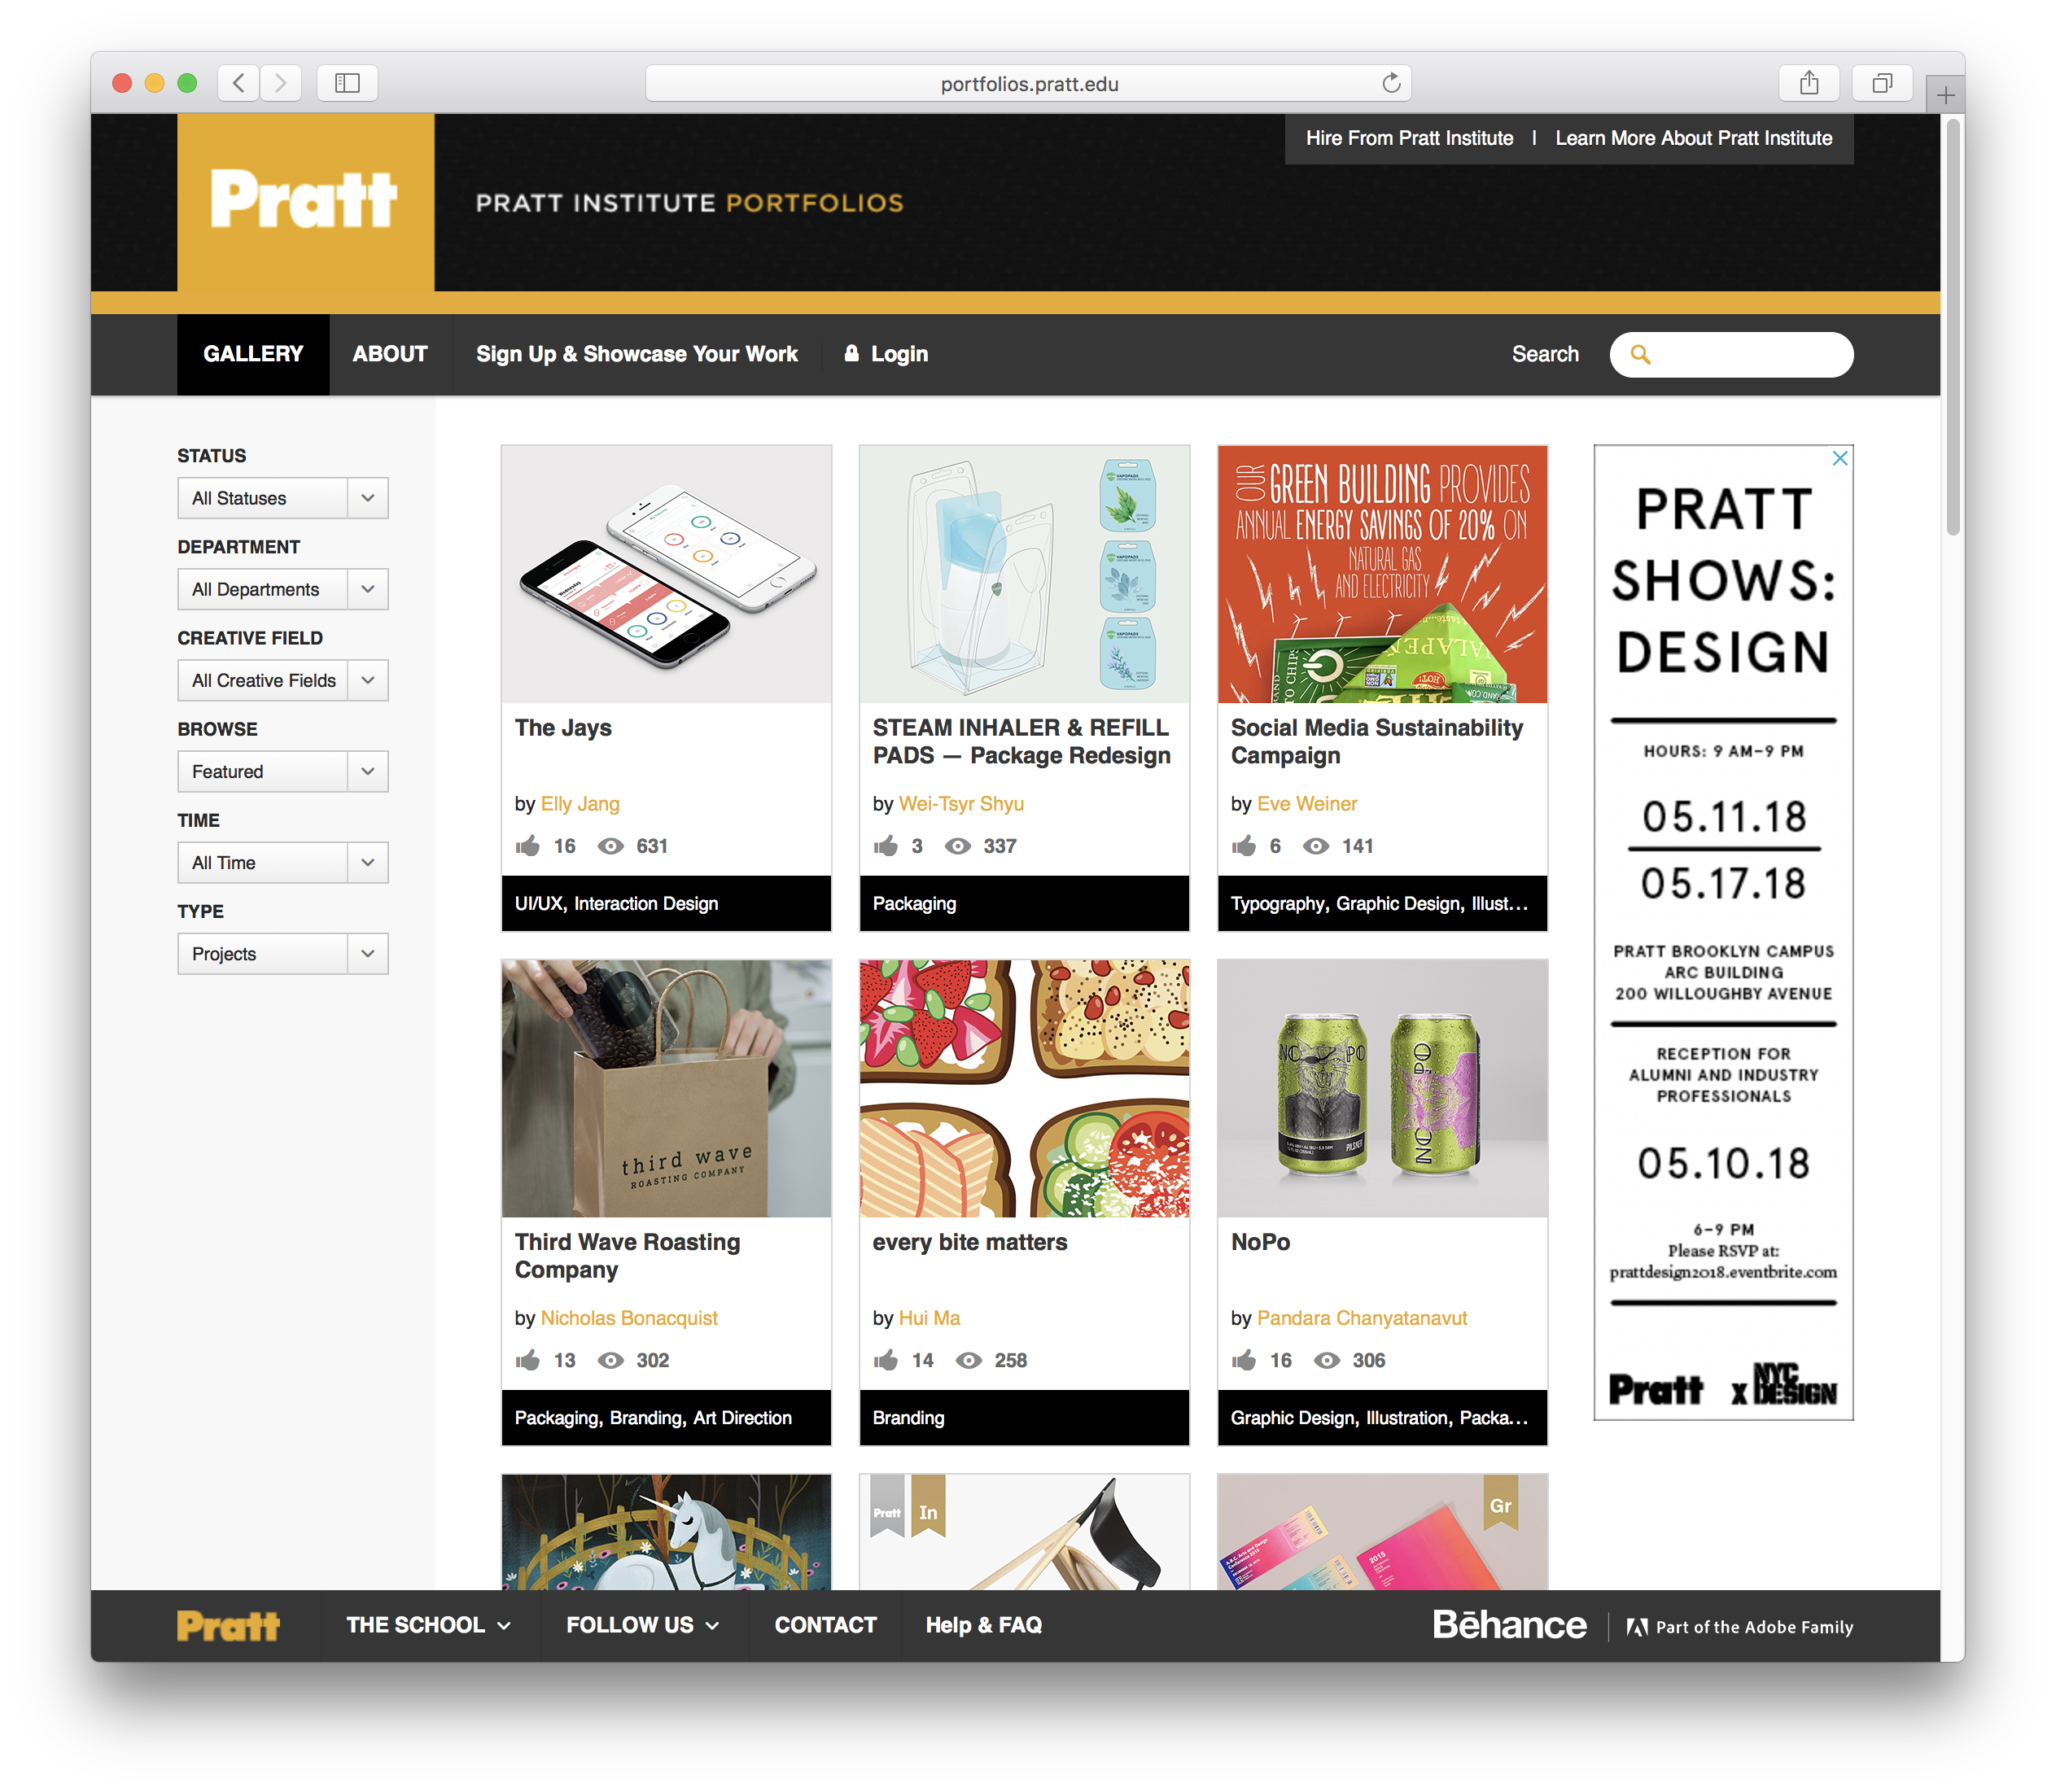 portfolios.pratt.edu
Hire From Pratt Institute | Learn More About Pratt Institute
Pratt
PRATT INSTITUTE PORTFOLIOS
GALLERY
ABOUT
Sign Up & Showcase Your Work
Login
Search
STATUS
All Statuses
DEPARTMENT
All Departments
CREATIVE FIELD
All Creative Fields
BROWSE
Featured
TIME
All Time
TYPE
Projects
The Jays
by Elly Jang
16 631
UI/UX, Interaction Design
VAPOPADS
VAPOPADS
VAPOPADS
STEAM INHALER & REFILL
PADS — Package Redesign
by Wei-Tsyr Shyu
3 337
Packaging
OUR GREEN BUILDING PROVIDES
ANNUAL ENERGY SAVINGS OF 20% ON
NATURAL GAS
AND ELECTRICITY
Social Media Sustainability
Campaign
by Eve Weiner
6 141
Typography, Graphic Design, Illust...
third wave
ROASTING COMPANY
Third Wave Roasting
Company
by Nicholas Bonacquist
13 302
Packaging, Branding, Art Direction
every bite matters
by Hui Ma
14 258
Branding
NO PO
PILSNER
NoPo
by Pandara Chanyatanavut
16 306
Graphic Design, Illustration, Packa...
Pratt
In
Gr
2015
PRATT
SHOWS:
DESIGN
HOURS: 9 AM–9 PM
05.11.18
05.17.18
PRATT BROOKLYN CAMPUS
ARC BUILDING
200 WILLOUGHBY AVENUE
RECEPTION FOR
ALUMNI AND INDUSTRY
PROFESSIONALS
05.10.18
6–9 PM
Please RSVP at:
prattdesign2018.eventbrite.com
Pratt X NYC
DESIGN
Pratt
THE SCHOOL
FOLLOW US
CONTACT
Help & FAQ
Bēhance
Part of the Adobe Family